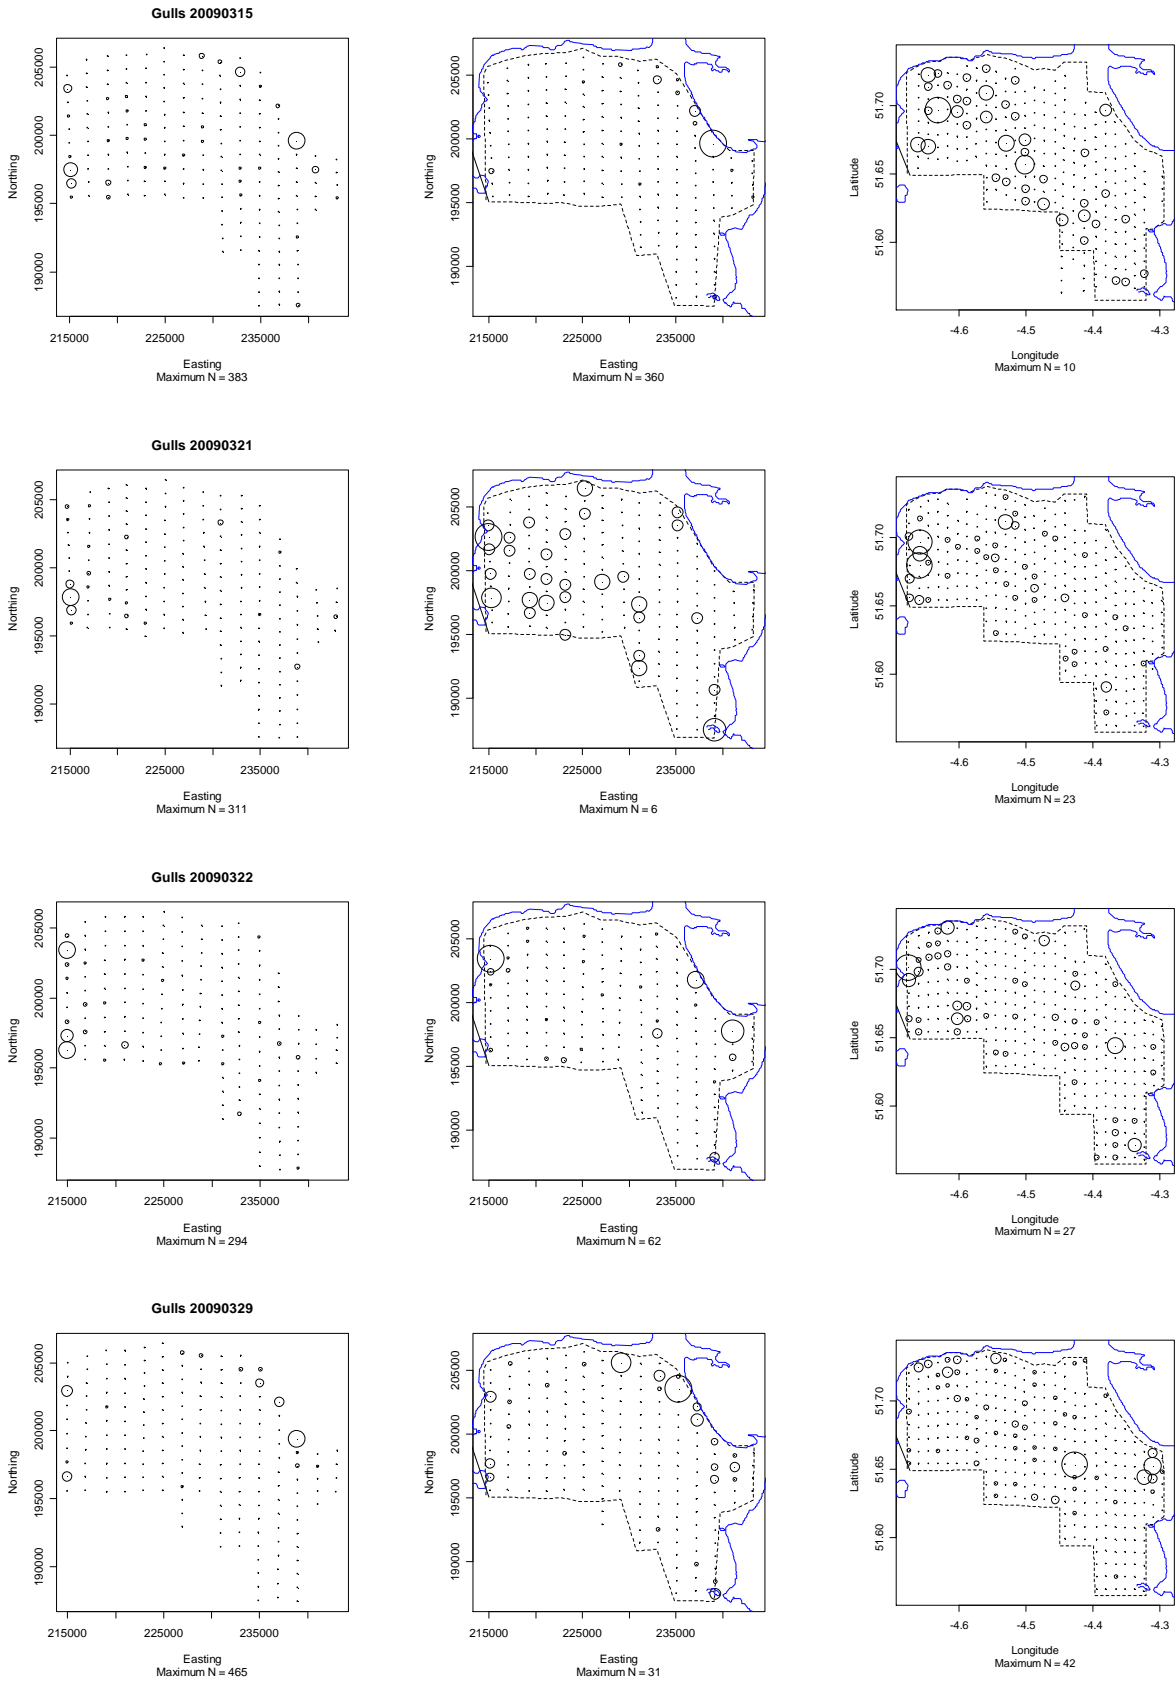 Gulls 20090315
205000
200000
195000
190000
Northing
215000 225000 235000
Easting
Maximum N = 383
205000
200000
195000
190000
Northing
215000 225000 235000
Easting
Maximum N = 360
51.70
51.65
51.60
Latitude
-4.6 -4.5 -4.4 -4.3
Longitude
Maximum N = 10
Gulls 20090321
205000
200000
195000
190000
Northing
215000 225000 235000
Easting
Maximum N = 311
205000
200000
195000
190000
Northing
215000 225000 235000
Easting
Maximum N = 6
51.70
51.65
51.60
Latitude
-4.6 -4.5 -4.4 -4.3
Longitude
Maximum N = 23
Gulls 20090322
205000
200000
195000
190000
Northing
215000 225000 235000
Easting
Maximum N = 294
205000
200000
195000
190000
Northing
215000 225000 235000
Easting
Maximum N = 62
51.70
51.65
51.60
Latitude
-4.6 -4.5 -4.4 -4.3
Longitude
Maximum N = 27
Gulls 20090329
205000
200000
195000
190000
Northing
215000 225000 235000
Easting
Maximum N = 465
205000
200000
195000
190000
Northing
215000 225000 235000
Easting
Maximum N = 31
51.70
51.65
51.60
Latitude
-4.6 -4.5 -4.4 -4.3
Longitude
Maximum N = 42